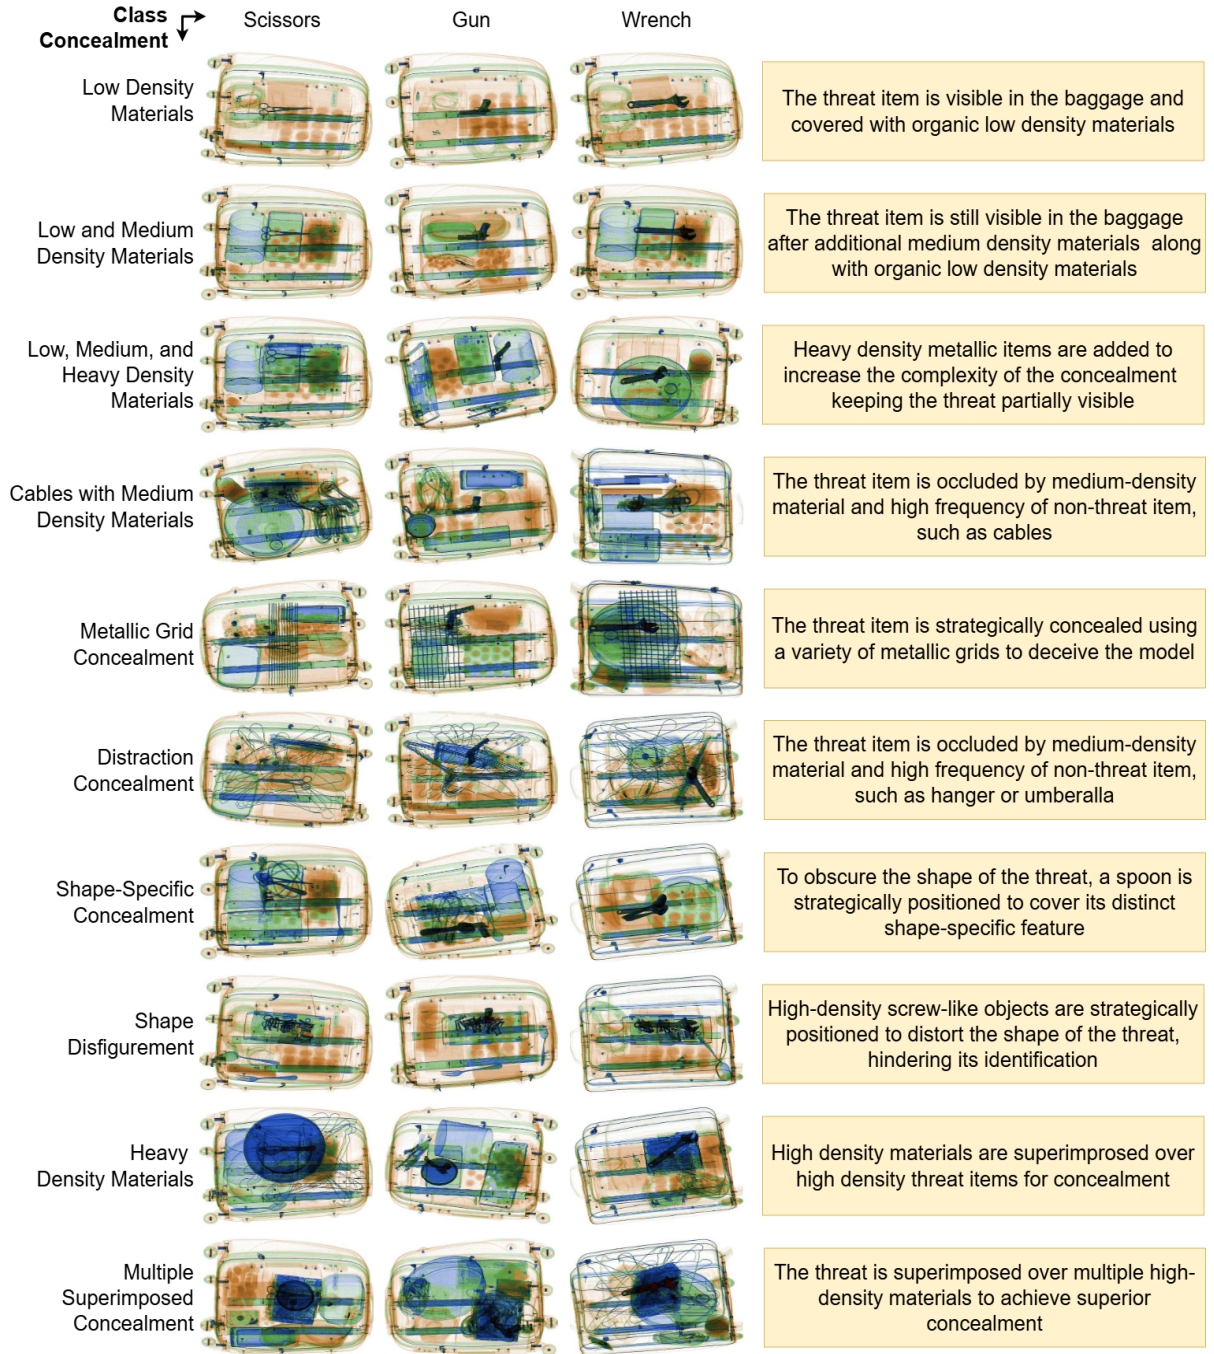 Class
Concealment
Scissors
Gun
Wrench
Low Density
Materials
The threat item is visible in the baggage and
covered with organic low density materials
Low and Medium
Density Materials
The threat item is still visible in the baggage
after additional medium density materials along
with organic low density materials
Low, Medium, and
Heavy Density
Materials
Heavy density metallic items are added to
increase the complexity of the concealment
keeping the threat partially visible
Cables with Medium
Density Materials
The threat item is occluded by medium-density
material and high frequency of non-threat item,
such as cables
Metallic Grid
Concealment
The threat item is strategically concealed using
a variety of metallic grids to deceive the model
Distraction
Concealment
The threat item is occluded by medium-density
material and high frequency of non-threat item,
such as hanger or umberalla
Shape-Specific
Concealment
To obscure the shape of the threat, a spoon is
strategically positioned to cover its distinct
shape-specific feature
Shape
Disfigurement
High-density screw-like objects are strategically
positioned to distort the shape of the threat,
hindering its identification
Heavy
Density Materials
High density materials are superimprosed over
high density threat items for concealment
Multiple
Superimposed
Concealment
The threat is superimposed over multiple high-
density materials to achieve superior
concealment